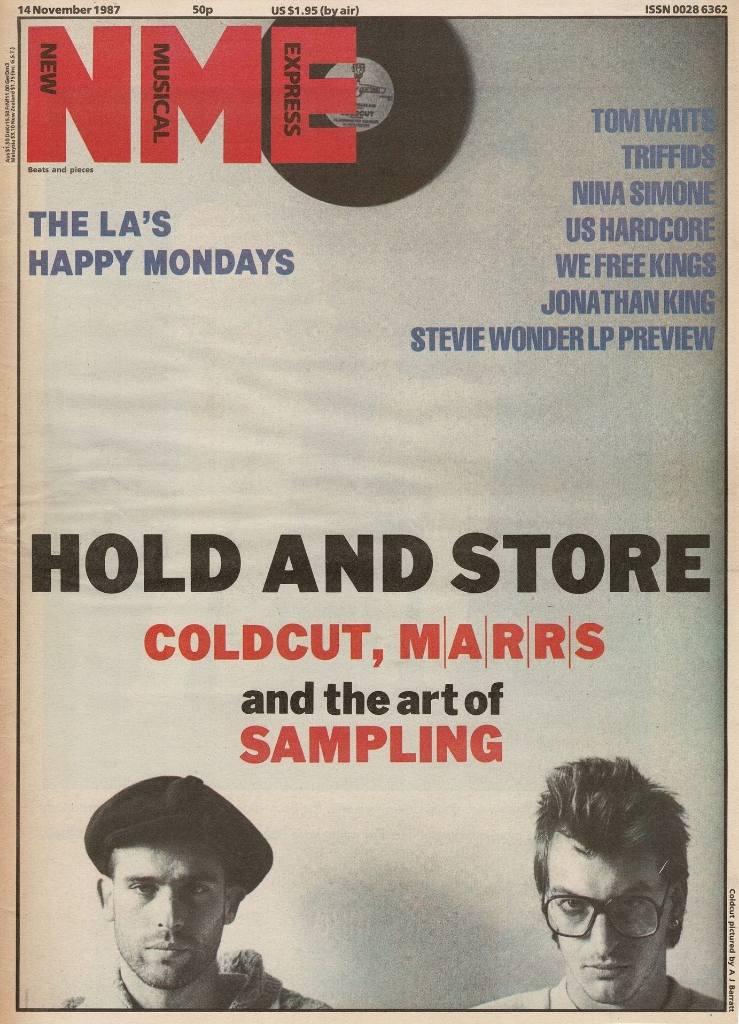 14 November 1987 50p US $1.95 (by air) ISSN 0028 6362
NEW MUSICAL EXPRESS
NME
COLDCUT
Beats and pieces
TOM WAITS
TRIFFIDS
NINA SIMONE
US HARDCORE
WE FREE KINGS
JONATHAN KING
STEVIE WONDER LP PREVIEW
THE LA'S
HAPPY MONDAYS
HOLD AND STORE
COLDCUT, M|A|R|R|S
and the art of
SAMPLING
Coldcut pictured by A J Barratt